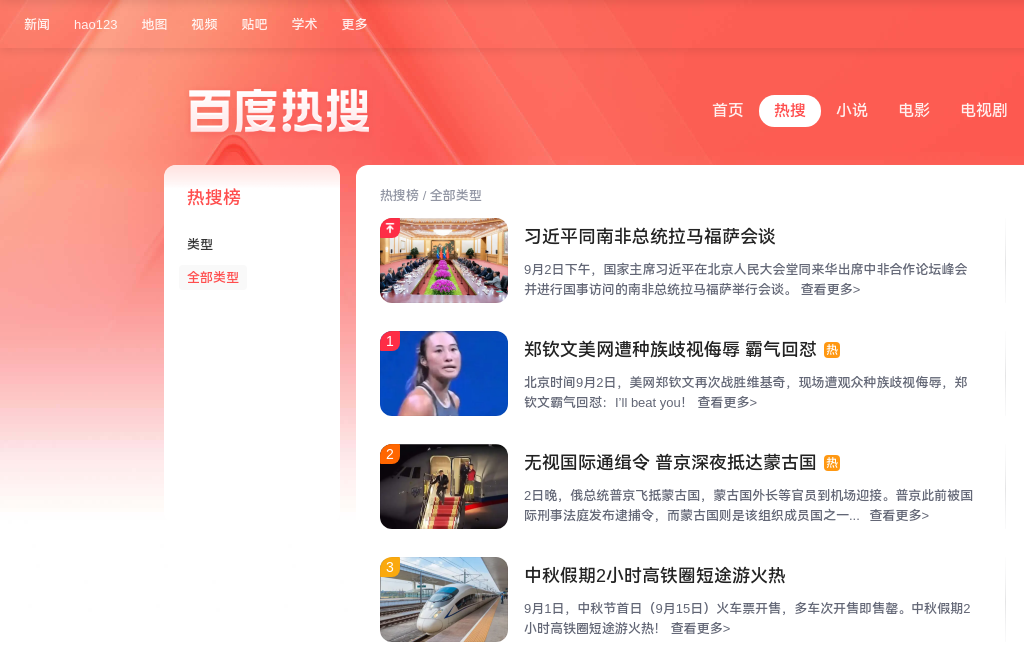 新闻 hao123 地图 视频 贴吧 学术 更多
百度热搜
首页 热搜 小说 电影 电视剧
热搜榜
类型
全部类型
热搜榜 / 全部类型
习近平同南非总统拉马福萨会谈
9月2日下午，国家主席习近平在北京人民大会堂同来华出席中非合作论坛峰会
并进行国事访问的南非总统拉马福萨举行会谈。 查看更多>
1
郑钦文美网遭种族歧视侮辱 霸气回怼 热
北京时间9月2日，美网郑钦文再次战胜维基奇，现场遭观众种族歧视侮辱，郑
钦文霸气回怼：I'll beat you！ 查看更多>
2
无视国际通缉令 普京深夜抵达蒙古国 热
2日晚，俄总统普京飞抵蒙古国，蒙古国外长等官员到机场迎接。普京此前被国
际刑事法庭发布逮捕令，而蒙古国则是该组织成员国之一... 查看更多>
3
中秋假期2小时高铁圈短途游火热
9月1日，中秋节首日（9月15日）火车票开售，多车次开售即售罄。中秋假期2
小时高铁圈短途游火热！ 查看更多>